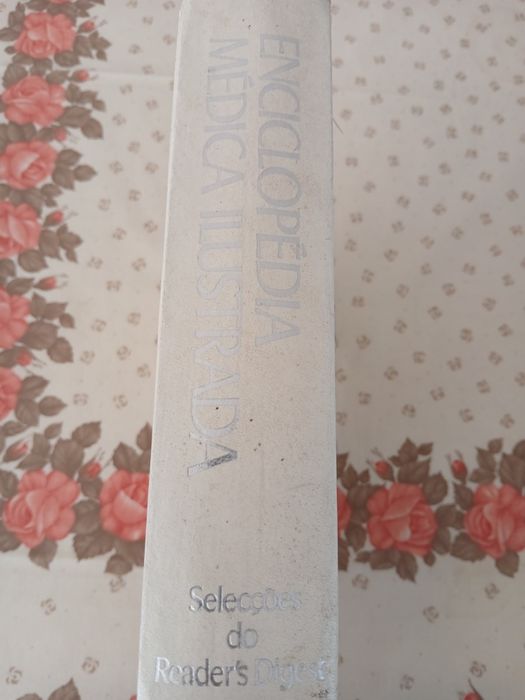 ENCICLOPÉDIA
MÉDICA ILUSTRADA
Selecções
do
Reader's Digest